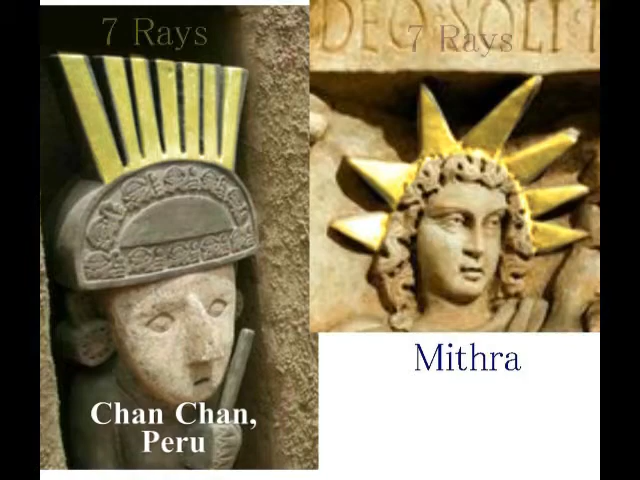 7 Rays
Chan Chan,
Peru
DEO SOLI
7 Rays
Mithra